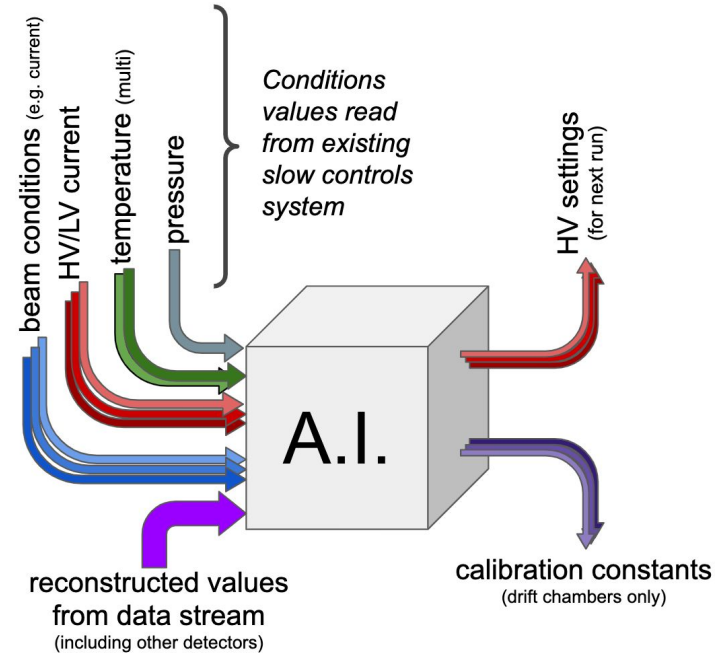 beam conditions (e.g. current)
HV/LV current
temperature (multi)
pressure
Conditions
values read
from existing
slow controls
system
HV settings
(for next run)
A.I.
reconstructed values
from data stream
(including other detectors)
calibration constants
(drift chambers only)